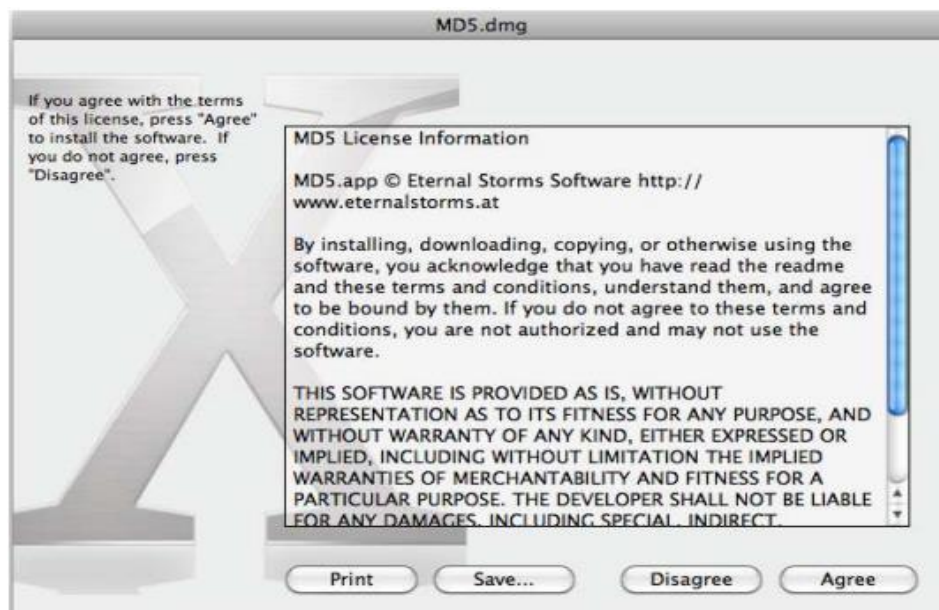 MD5.dmg
If you agree with the terms
of this license, press "Agree"
to install the software. If
you do not agree, press
"Disagree".
MD5 License Information
MD5.app © Eternal Storms Software http://
www.eternalstorms.at
By installing, downloading, copying, or otherwise using the
software, you acknowledge that you have read the readme
and these terms and conditions, understand them, and agree
to be bound by them. If you do not agree to these terms and
conditions, you are not authorized and may not use the
software.
THIS SOFTWARE IS PROVIDED AS IS, WITHOUT
REPRESENTATION AS TO ITS FITNESS FOR ANY PURPOSE, AND
WITHOUT WARRANTY OF ANY KIND, EITHER EXPRESSED OR
IMPLIED, INCLUDING WITHOUT LIMITATION THE IMPLIED
WARRANTIES OF MERCHANTABILITY AND FITNESS FOR A
PARTICULAR PURPOSE. THE DEVELOPER SHALL NOT BE LIABLE
FOR ANY DAMAGES, INCLUDING SPECIAL, INDIRECT,
Print
Save...
Disagree
Agree